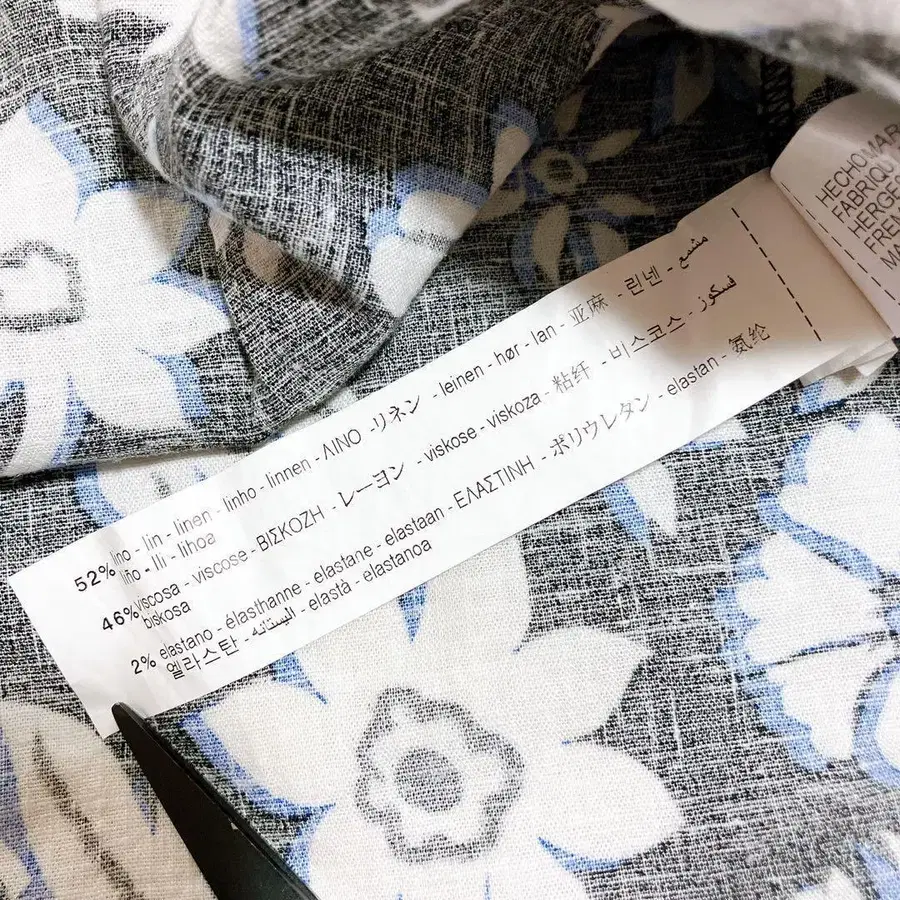 52% lino - lin - linen - linho - linnen - ΛΙΝΟ - リネン - leinen - hør - lan - 亚麻 - 린넨 - مشمع
liño - lli - lihoa
46% viscosa - viscose - ΒΙΣΚΟΖΗ - レーヨン - viskose - viskoza - 粘纤 - 비스코스 - فسكوز
biskosa
2% elastano - élasthanne - elastane - elastaan - ΕΛΑΣΤΙΝΗ - ポリウレタン - elastan - 氨纶
엘라스탄 - اليستانه - elastà - elastanoa
HECHO
FABRIQU
HERGES
MA